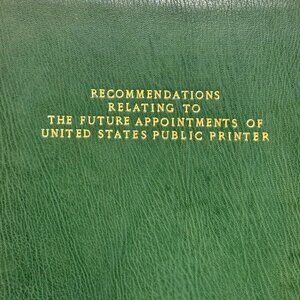 RECOMMENDATIONS
RELATING TO
THE FUTURE APPOINTMENTS OF
UNITED STATES PUBLIC PRINTER